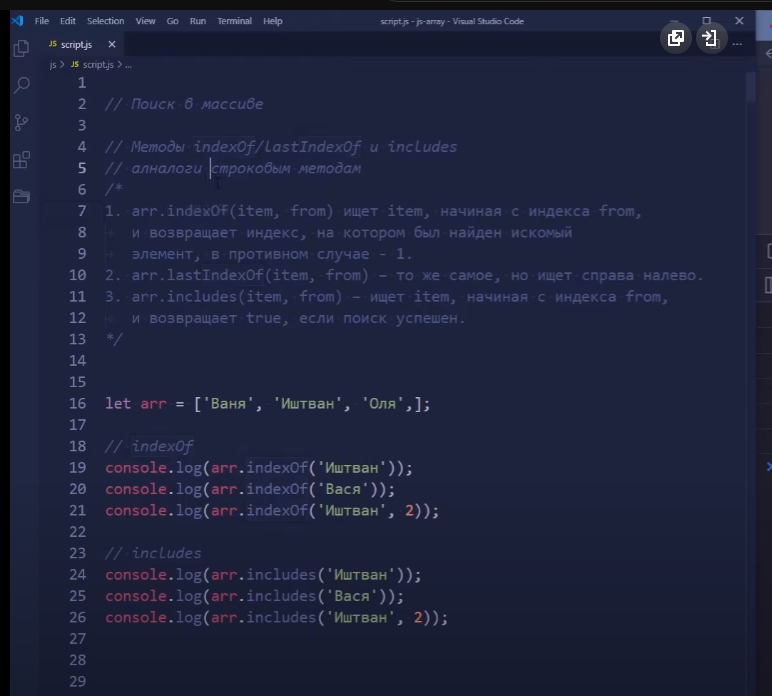 File Edit Selection View Go Run Terminal Help script.js - js-array - Visual Studio Code
JS script.js ×
js > JS script.js > ...
1
2 // Поиск в массиве
3
4 // Методы indexOf/lastIndexOf и includes
5 // алналоги строковым методам
6 /*
7 1. arr.indexOf(item, from) ищет item, начиная с индекса from,
8 и возвращает индекс, на котором был найден искомый
9 элемент, в противном случае - 1.
10 2. arr.lastIndexOf(item, from) – то же самое, но ищет справа налево.
11 3. arr.includes(item, from) – ищет item, начиная с индекса from,
12 и возвращает true, если поиск успешен.
13 */
14
15
16 let arr = ['Ваня', 'Иштван', 'Оля',];
17
18 // indexOf
19 console.log(arr.indexOf('Иштван'));
20 console.log(arr.indexOf('Вася'));
21 console.log(arr.indexOf('Иштван', 2));
22
23 // includes
24 console.log(arr.includes('Иштван'));
25 console.log(arr.includes('Вася'));
26 console.log(arr.includes('Иштван', 2));
27
28
29